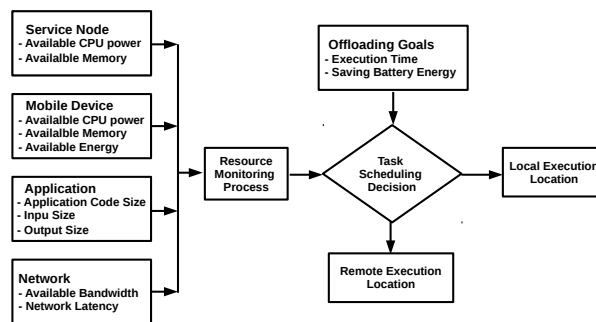 Service Node
- Available CPU power
- Availalble Memory
Mobile Device
- Availalble CPU power
- Availalble Memory
- Available Energy
Application
- Application Code Size
- Inpu Size
- Output Size
Network
- Available Bandwidth
- Network Latency
Resource
Monitoring
Process
Offloading Goals
- Execution Time
- Saving Battery Energy
Task
Scheduling
Decision
Local Execution
Location
Remote Execution
Location